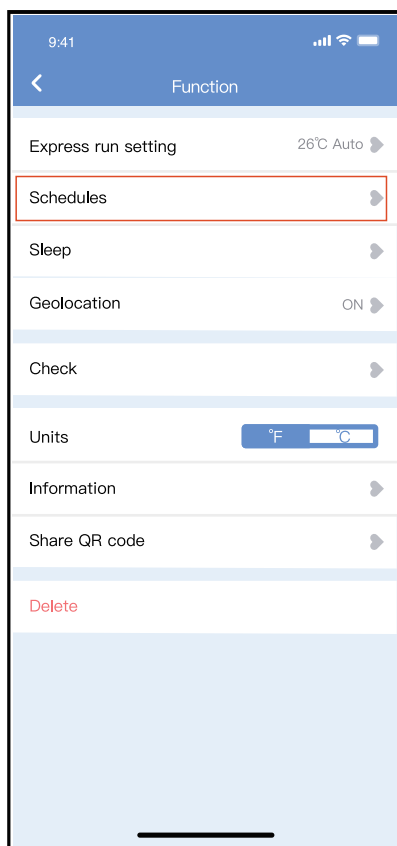 9:41
Function
Express run setting 26℃ Auto
Schedules
Sleep
Geolocation ON
Check
Units °F ℃
Information
Share QR code
Delete